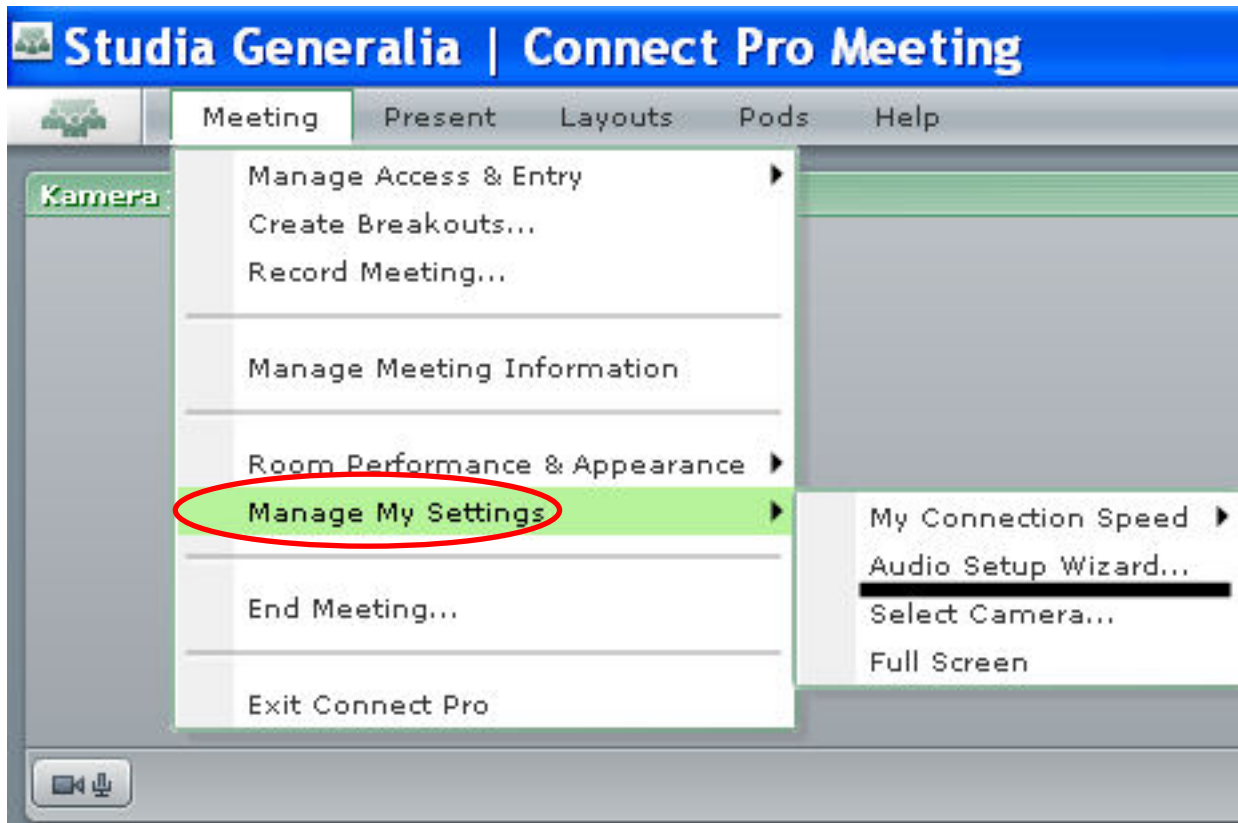 Studia Generalia | Connect Pro Meeting
Meeting Present Layouts Pods Help
Kamera
Manage Access & Entry
Create Breakouts...
Record Meeting...
Manage Meeting Information
Room Performance & Appearance
Manage My Settings
My Connection Speed
Audio Setup Wizard...
Select Camera...
Full Screen
End Meeting...
Exit Connect Pro